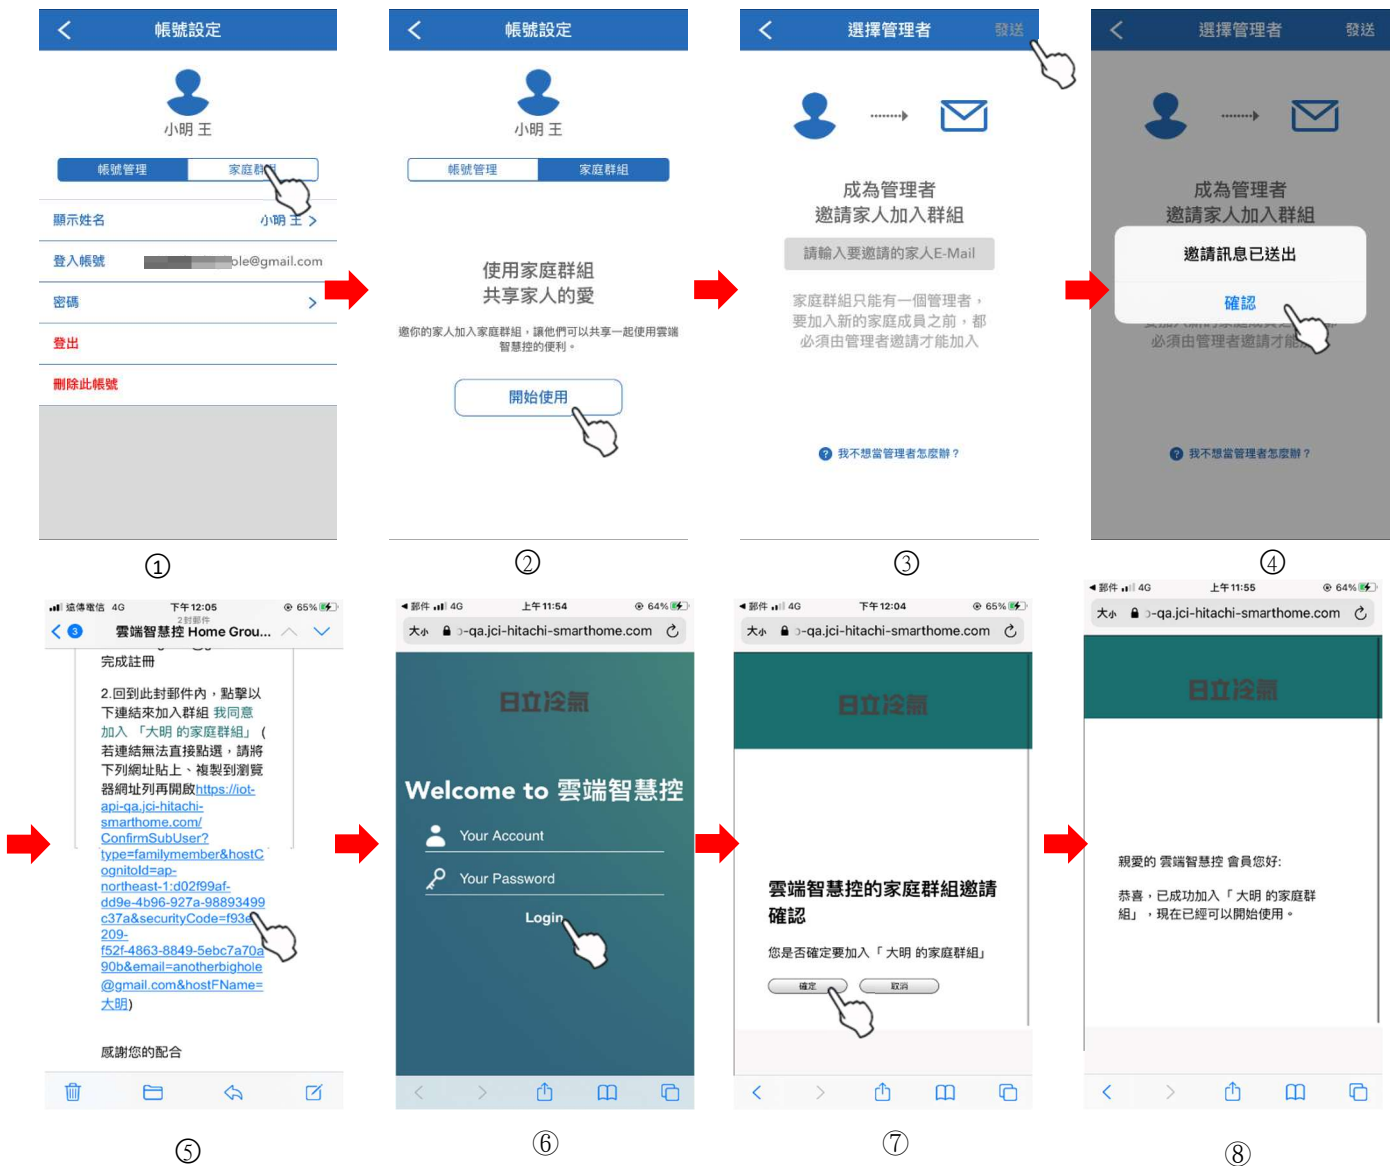 帳號設定
小明 王
帳號管理
顯示姓名
小明 王
登入帳號
ole@gmail.com
密碼
登出
刪除此帳號
①
帳號設定
小明 王
帳號管理 家庭群組
使用家庭群組
共享家人的愛
邀你的家人加入家庭群組，讓他們可以共享一起使用雲端
智慧控的便利。
開始使用
②
選擇管理者 發送
成為管理者
邀請家人加入群組
請輸入要邀請的家人E-Mail
家庭群組只能有一個管理者，
要加入新的家庭成員之前，都
必須由管理者邀請才能加入
我不想當管理者怎麼辦？
③
選擇管理者 發送
成為管理者
邀請家人加入群組
邀請訊息已送出
確認
必須由管理者邀請才能
我不想當管理者怎麼辦？
④
遠傳電信 4G 下午12:05 65%
2封郵件
3 雲端智慧控 Home Grou...
完成註冊
2.回到此封郵件內，點擊以
下連結來加入群組 我同意
加入 「大明 的家庭群組」 (
若連結無法直接點選，請將
下列網址貼上、複製到瀏覽
器網址列再開啟https://iot-
api-qa.jci-hitachi-
smarthome.com/
ConfirmSubUser?
type=familymember&hostC
ognitoId=ap-
northeast-1:d02f99af-
dd9e-4b96-927a-98893499
c37a&securityCode=f93e
209-
f52f-4863-8849-5ebc7a70a
90b&email=anotherbighole
@gmail.com&hostFName=
大明)
感謝您的配合
⑤
郵件 4G 上午11:54 64%
大小 -qa.jci-hitachi-smarthome.com
日立冷氣
Welcome to 雲端智慧控
Your Account
Your Password
Login
⑥
郵件 4G 下午12:04 65%
大小 -qa.jci-hitachi-smarthome.com
日立冷氣
雲端智慧控的家庭群組邀請
確認
您是否確定要加入「 大明 的家庭群組」
確定 取消
⑦
郵件 4G 上午11:55 64%
大小 -qa.jci-hitachi-smarthome.com
日立冷氣
親愛的 雲端智慧控 會員您好:
恭喜，已成功加入「 大明 的家庭群
組」，現在已經可以開始使用。
⑧